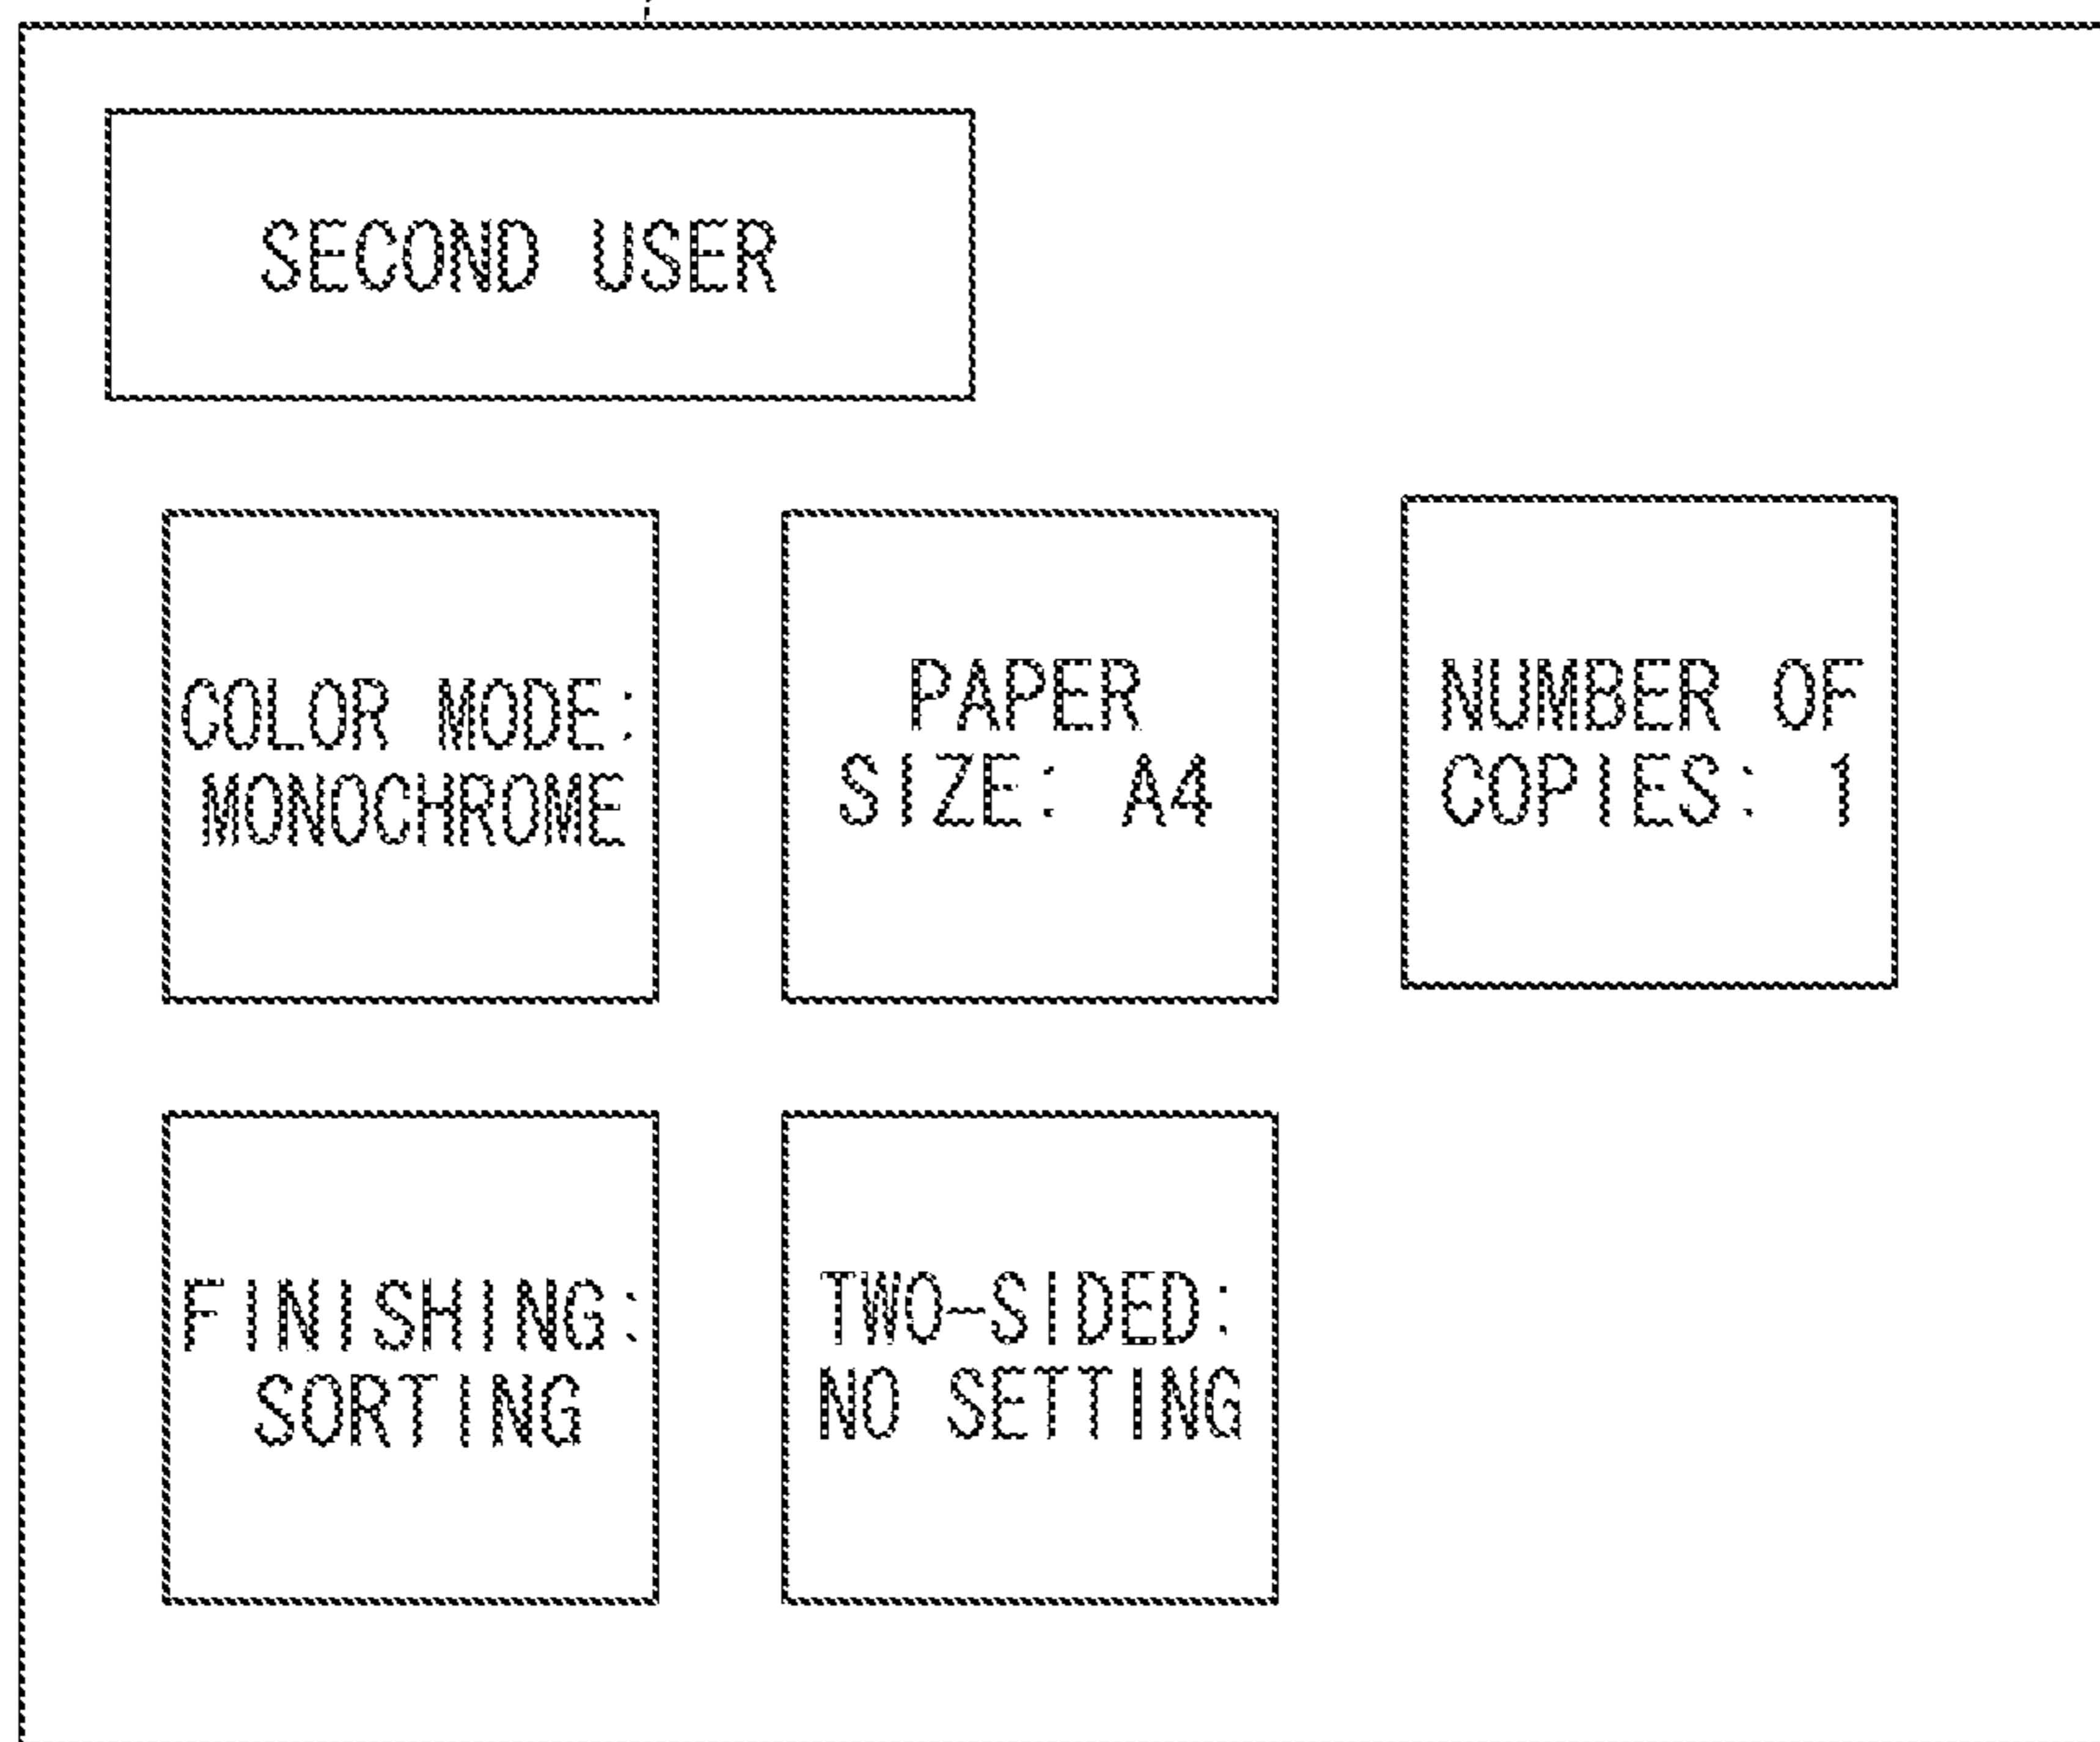 SECOND USER
COLOR MODE:
MONOCHROME
PAPER
SIZE: A4
NUMBER OF
COPIES: 1
FINISHING:
SORTING
TWO-SIDED:
NO SETTING